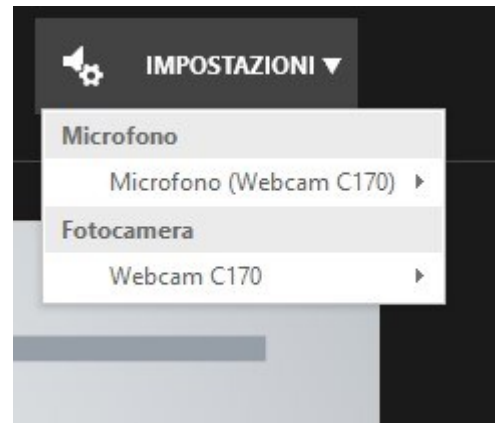 IMPOSTAZIONI ▼
Microfono
Microfono (Webcam C170)
Fotocamera
Webcam C170